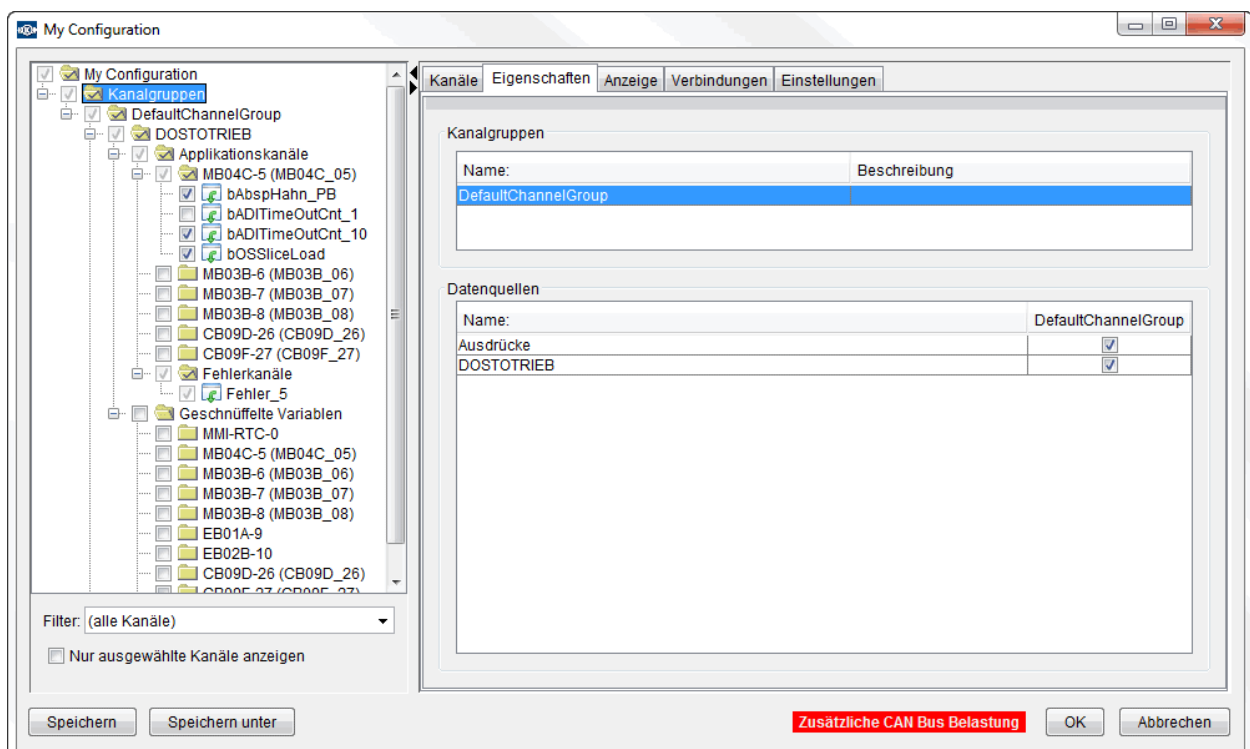 My Configuration
My Configuration
Kanalgruppen
DefaultChannelGroup
DOSTOTRIEB
Applikationskanäle
MB04C-5 (MB04C_05)
bAbspHahn_PB
bADITimeOutCnt_1
bADITimeOutCnt_10
bOSSliceLoad
MB03B-6 (MB03B_06)
MB03B-7 (MB03B_07)
MB03B-8 (MB03B_08)
CB09D-26 (CB09D_26)
CB09F-27 (CB09F_27)
Fehlerkanäle
Fehler_5
Geschnüffelte Variablen
MMI-RTC-0
MB04C-5 (MB04C_05)
MB03B-6 (MB03B_06)
MB03B-7 (MB03B_07)
MB03B-8 (MB03B_08)
EB01A-9
EB02B-10
CB09D-26 (CB09D_26)
CB09F-27 (CB09F_27)
Filter: (alle Kanäle)
Nur ausgewählte Kanäle anzeigen
Kanäle Eigenschaften Anzeige Verbindungen Einstellungen
Kanalgruppen
Name: Beschreibung
DefaultChannelGroup
Datenquellen
Name: DefaultChannelGroup
Ausdrücke
DOSTOTRIEB
Speichern Speichern unter Zusätzliche CAN Bus Belastung OK Abbrechen